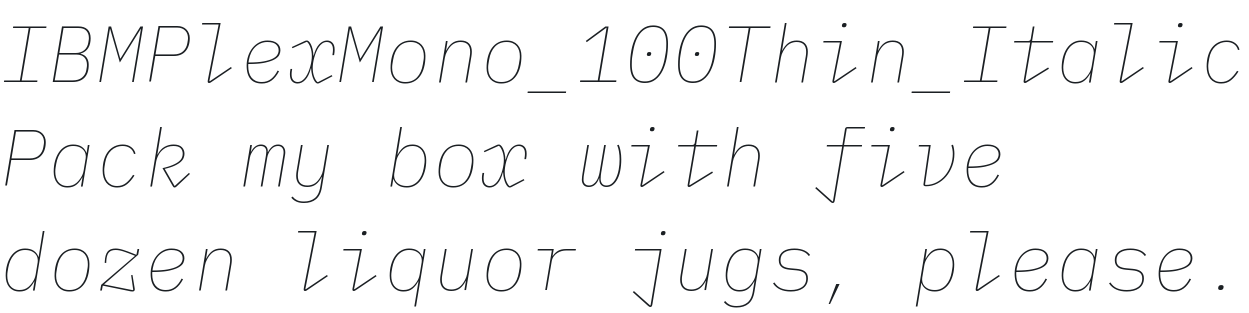 IBMPlexMono_100Thin_Italic
Pack my box with five
dozen liquor jugs, please.